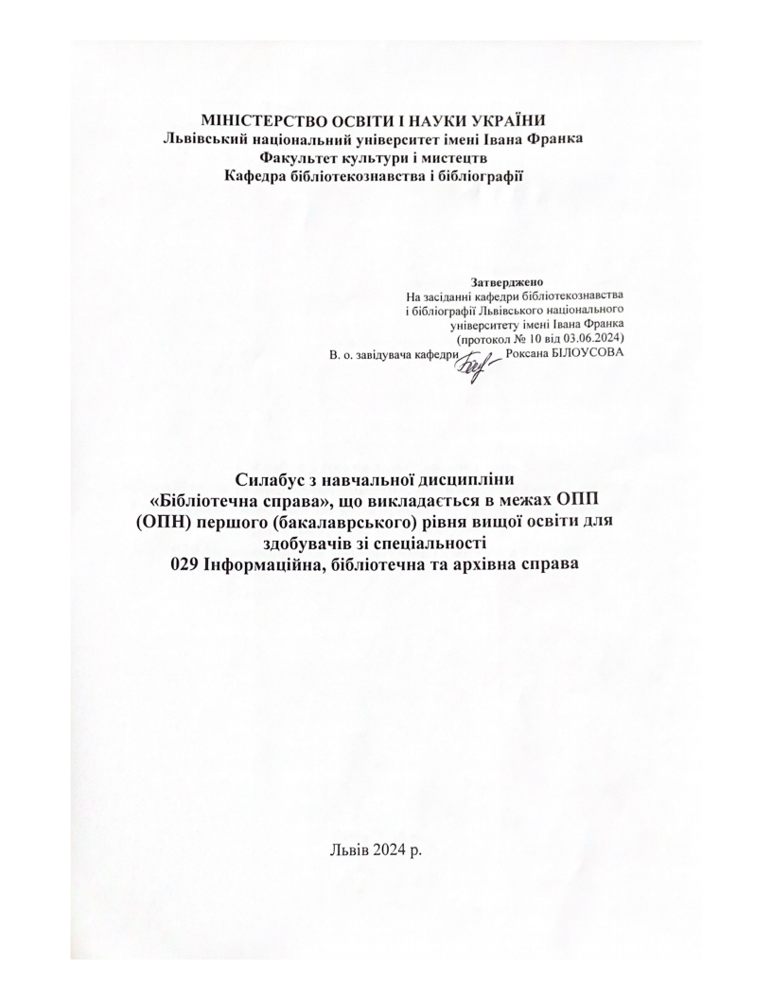 МІНІСТЕРСТВО ОСВІТИ І НАУКИ УКРАЇНИ
Львівський національний університет імені Івана Франка
Факультет культури і мистецтв
Кафедра бібліотекознавства і бібліографії
Затверджено
На засіданні кафедри бібліотекознавства
і бібліографії Львівського національного
університету імені Івана Франка
(протокол № 10 від 03.06.2024)
В. о. завідувача кафедри Роксана БІЛОУСОВА
Силабус з навчальної дисципліни
«Бібліотечна справа», що викладається в межах ОПП
(ОПН) першого (бакалаврського) рівня вищої освіти для
здобувачів зі спеціальності
029 Інформаційна, бібліотечна та архівна справа
Львів 2024 р.